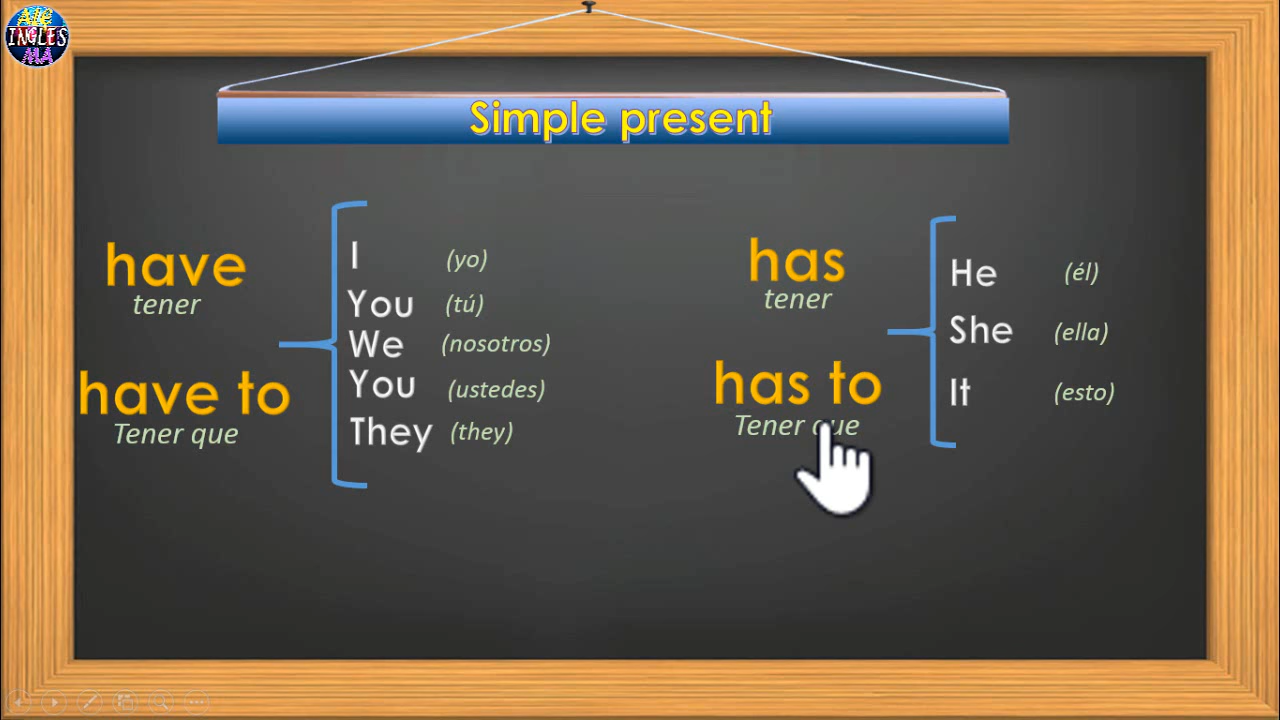 A/P
INGLES
ALA
Simple present
have
tener
have to
Tener que
I (yo)
You (tú)
We (nosotros)
You (ustedes)
They (they)
has
tener
has to
Tener que
He (él)
She (ella)
It (esto)